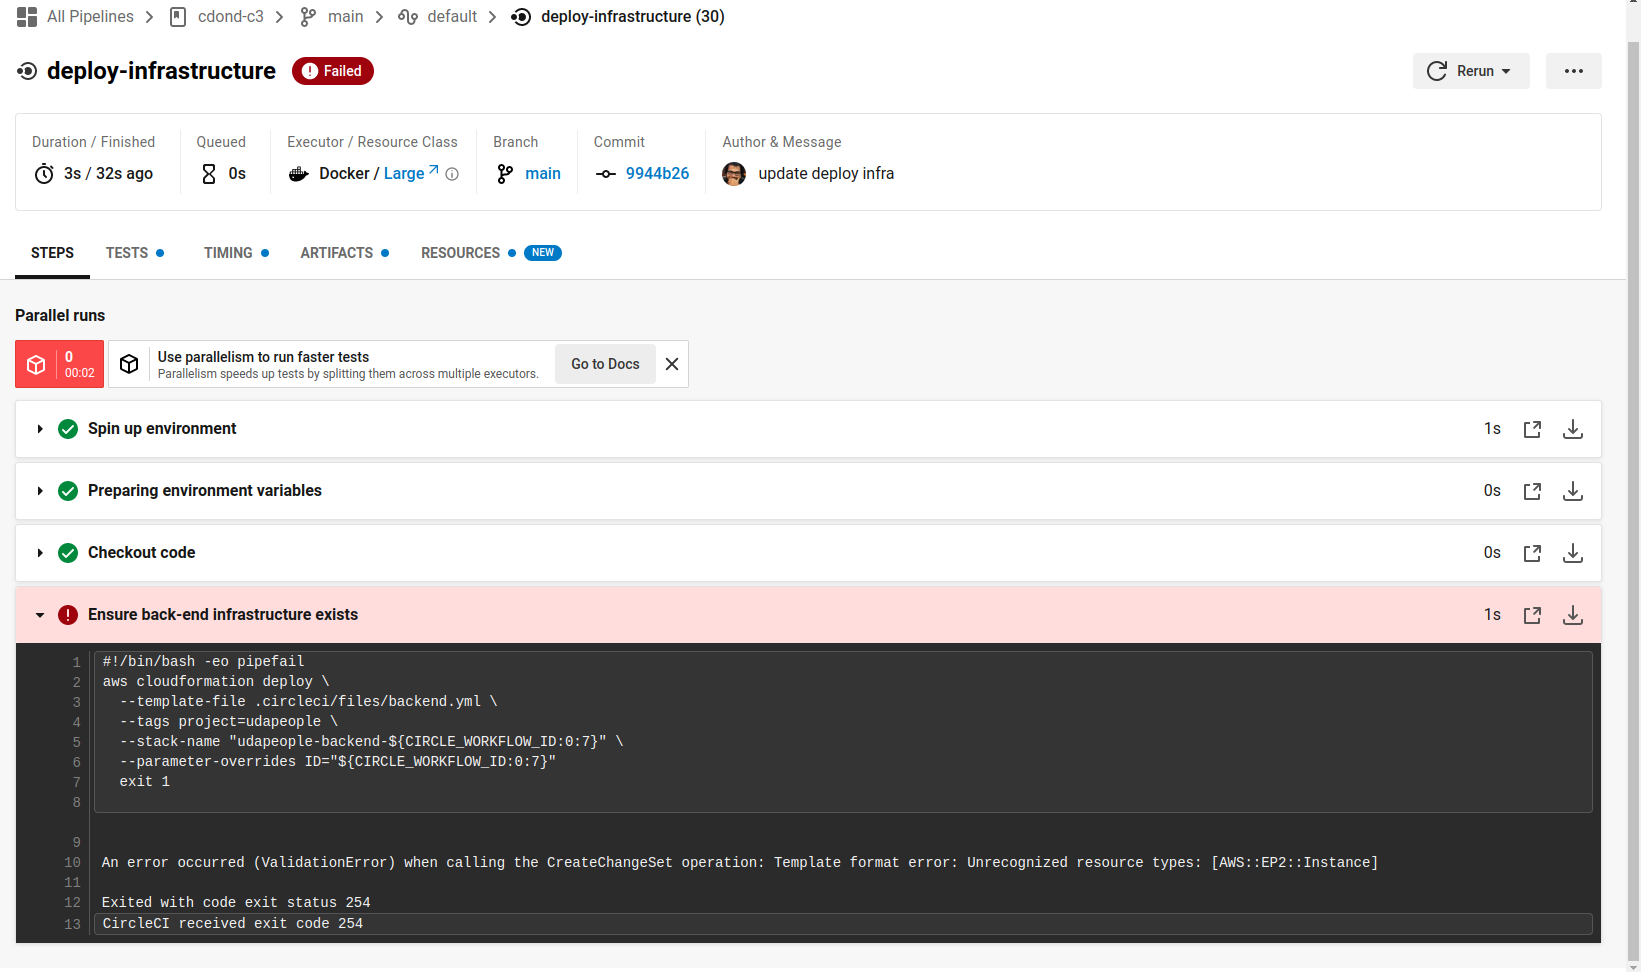 All Pipelines cdond-c3 main default deploy-infrastructure (30)
deploy-infrastructure Failed Rerun
Duration / Finished Queued Executor / Resource Class Branch Commit Author & Message
3s / 32s ago 0s Docker / Large main 9944b26 update deploy infra
STEPS TESTS TIMING ARTIFACTS RESOURCES NEW
Parallel runs
0
00:02
Use parallelism to run faster tests
Parallelism speeds up tests by splitting them across multiple executors.
Go to Docs
Spin up environment 1s
Preparing environment variables 0s
Checkout code 0s
Ensure back-end infrastructure exists 1s
1 #!/bin/bash -eo pipefail
2 aws cloudformation deploy \
3 --template-file .circleci/files/backend.yml \
4 --tags project=udapeople \
5 --stack-name "udapeople-backend-${CIRCLE_WORKFLOW_ID:0:7}" \
6 --parameter-overrides ID="${CIRCLE_WORKFLOW_ID:0:7}"
7 exit 1
8
9
10 An error occurred (ValidationError) when calling the CreateChangeSet operation: Template format error: Unrecognized resource types: [AWS::EP2::Instance]
11
12 Exited with code exit status 254
13 CircleCI received exit code 254